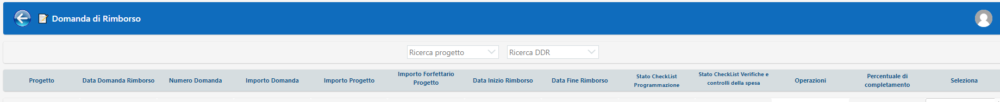 Domanda di Rimborso
Ricerca progetto
Ricerca DDR
Progetto
Data Domanda Rimborso
Numero Domanda
Importo Domanda
Importo Progetto
Importo Forfettario
Progetto
Data Inizio Rimborso
Data Fine Rimborso
Stato CheckList
Programmazione
Stato CheckList Verifiche e
controlli della spesa
Operazioni
Percentuale di
completamento
Seleziona